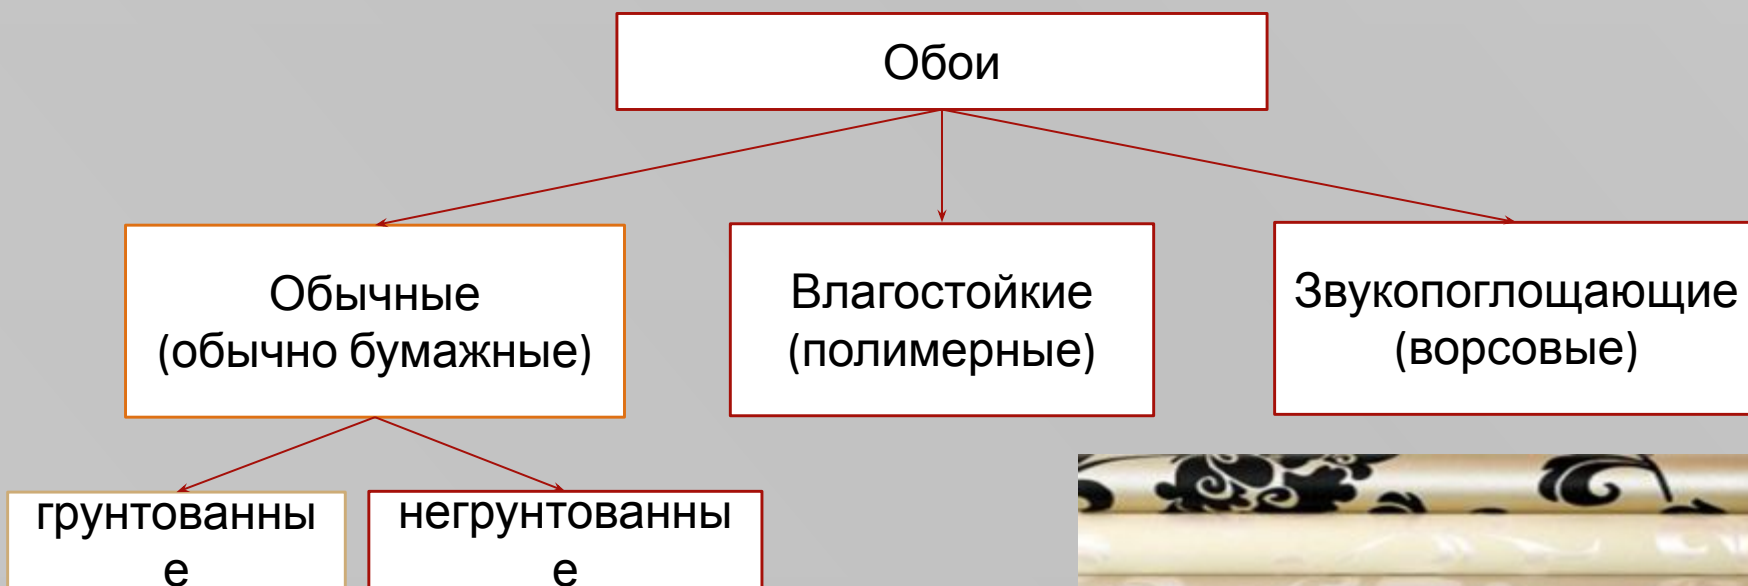 Обои
Обычные
(обычно бумажные)
Влагостойкие
(полимерные)
Звукопоглощающие
(ворсовые)
грунтованны
е
негрунтованны
е